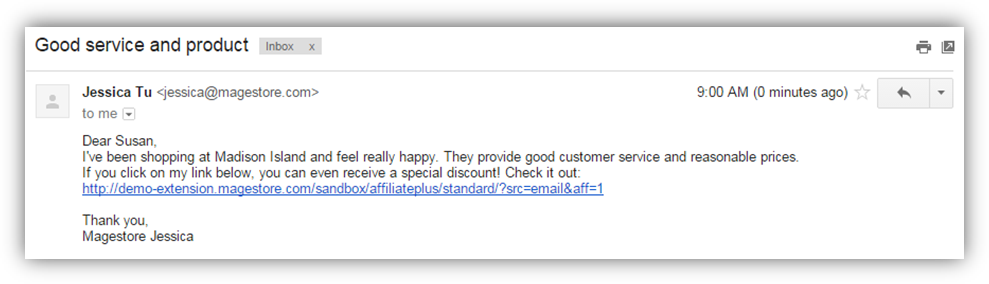 Good service and product Inbox x
Jessica Tu <jessica@magestore.com> 9:00 AM (0 minutes ago)
to me
Dear Susan,
I've been shopping at Madison Island and feel really happy. They provide good customer service and reasonable prices.
If you click on my link below, you can even receive a special discount! Check it out:
http://demo-extension.magestore.com/sandbox/affiliateplus/standard/?src=email&aff=1
Thank you,
Magestore Jessica